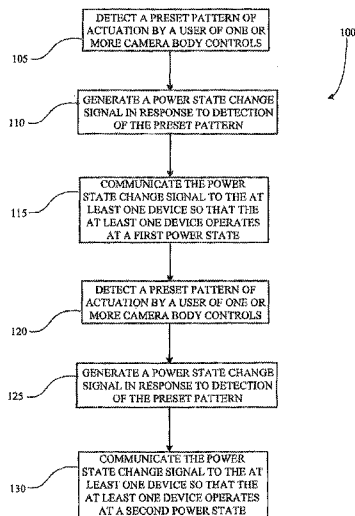 DETECT A PRESET PATTERN OF
ACTUATION BY A USER OF ONE OR
MORE CAMERA BODY CONTROLS
105
100
GENERATE A POWER STATE CHANGE
SIGNAL IN RESPONSE TO DETECTION
OF THE PRESET PATTERN
110
COMMUNICATE THE POWER
STATE CHANGE SIGNAL TO THE AT
LEAST ONE DEVICE SO THAT THE
AT LEAST ONE DEVICE OPERATES
AT A FIRST POWER STATE
115
DETECT A PRESET PATTERN OF
ACTUATION BY A USER OF ONE OR
MORE CAMERA BODY CONTROLS
120
GENERATE A POWER STATE CHANGE
SIGNAL IN RESPONSE TO DETECTION
OF THE PRESET PATTERN
125
COMMUNICATE THE POWER
STATE CHANGE SIGNAL TO THE AT
LEAST ONE DEVICE SO THAT THE
AT LEAST ONE DEVICE OPERATES
AT A SECOND POWER STATE
130